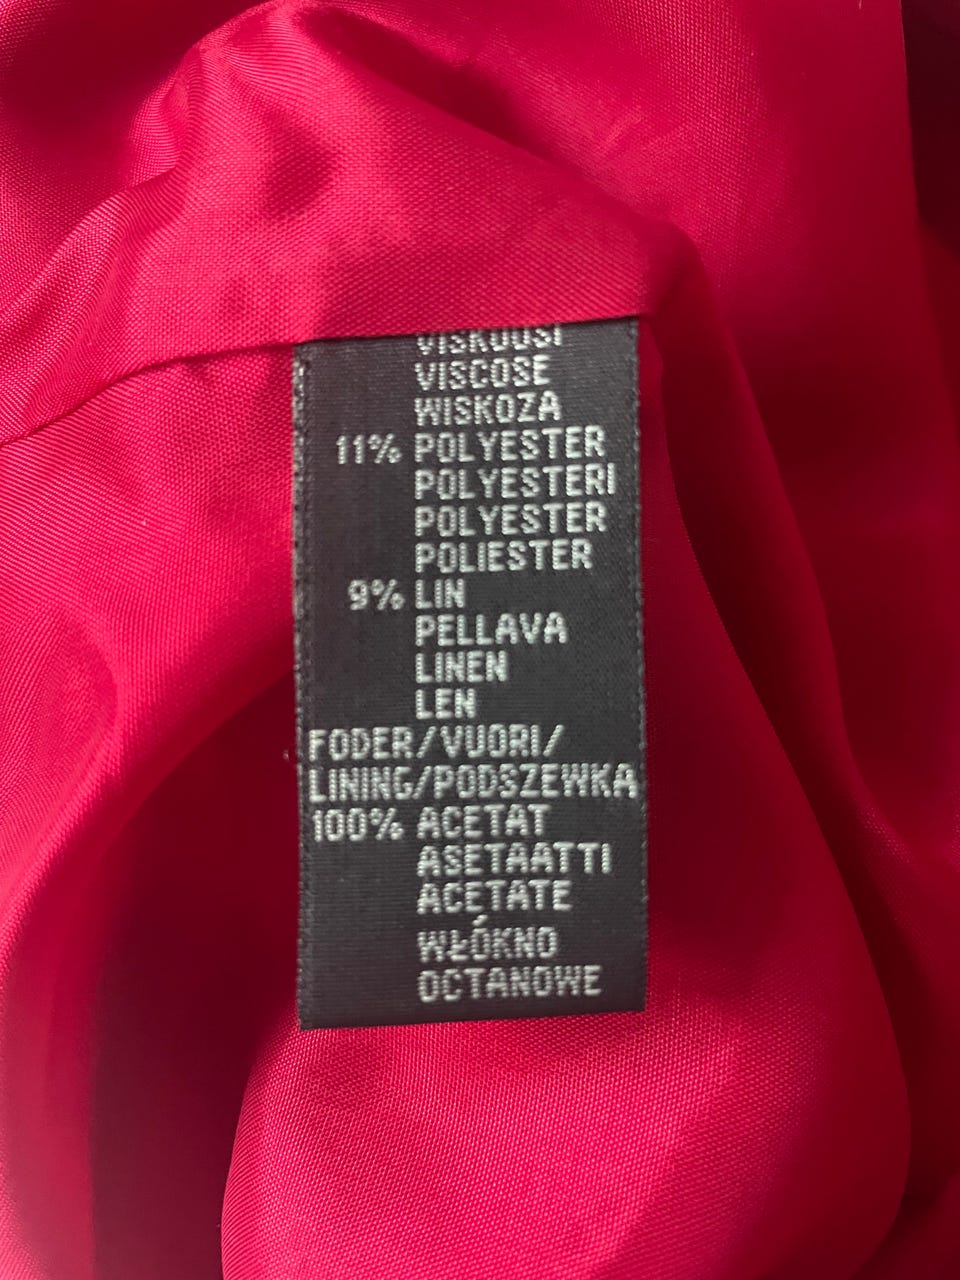 VISKOOSI
VISCOSE
WISKOZA
11% POLYESTER
POLYESTERI
POLYESTER
POLIESTER
9% LIN
PELLAVA
LINEN
LEN
FODER/VUORI/
LINING/PODSZEWKA
100% ACETAT
ASETAATTI
ACETATE
WŁÓKNO
OCTANOWE